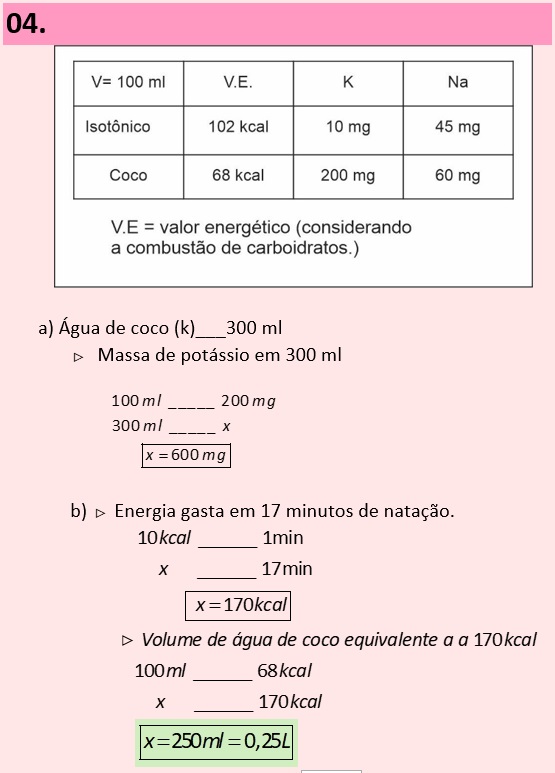 04.
V= 100 ml V.E. K Na
Isotônico 102 kcal 10 mg 45 mg
Coco 68 kcal 200 mg 60 mg
V.E = valor energético (considerando
a combustão de carboidratos.)
a) Água de coco (k)___300 ml
▷ Massa de potássio em 300 ml
100 ml _____ 200 mg
300 ml _____ x
x = 600 mg
b) ▷ Energia gasta em 17 minutos de natação.
10kcal ______ 1min
x ______ 17min
x = 170kcal
▷ Volume de água de coco equivalente a a 170kcal
100ml ______ 68kcal
x ______ 170kcal
x = 250ml = 0,25L